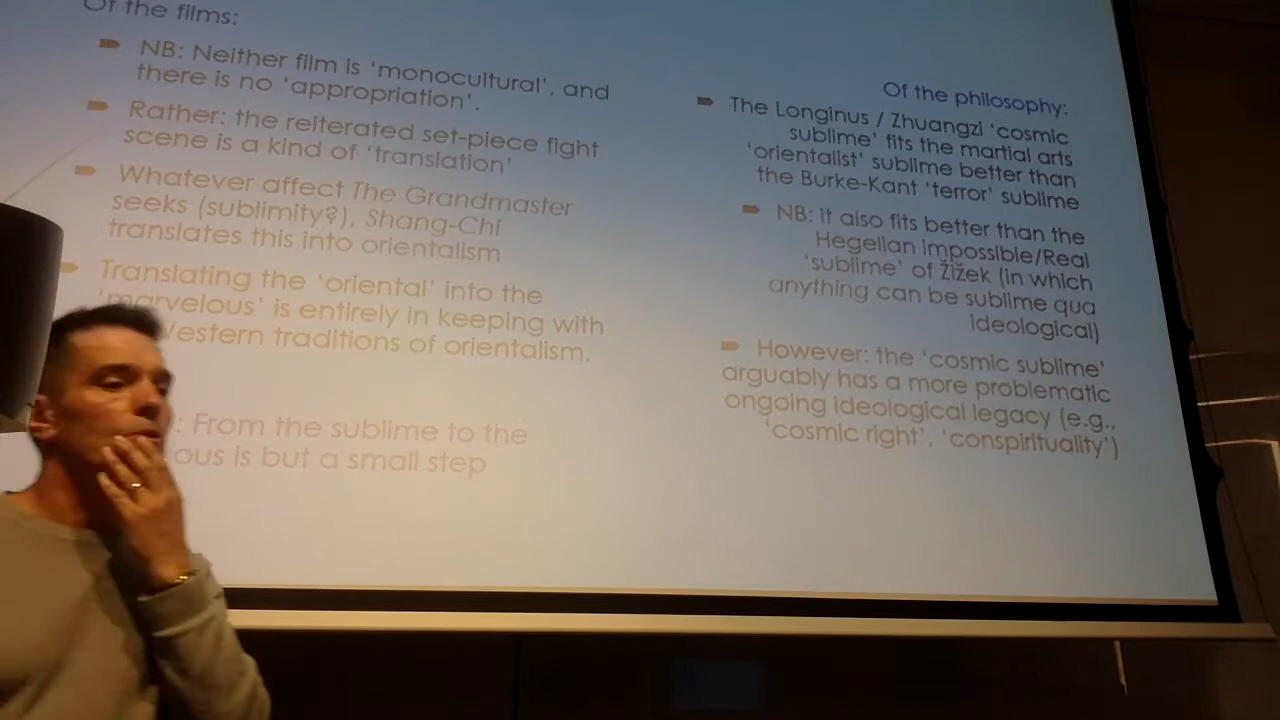 Of the films:
NB: Neither film is 'monocultural', and
there is no 'appropriation'.
Rather: the reiterated set-piece fight
scene is a kind of 'translation'
Whatever affect The Grandmaster
seeks (sublimity?), Shang-Chi
translates this into orientalism
Translating the 'oriental' into the
'marvelous' is entirely in keeping with
Western traditions of orientalism.
: From the sublime to the
ous is but a small step
Of the philosophy:
The Longinus / Zhuangzi 'cosmic
sublime' fits the martial arts
'orientalist' sublime better than
the Burke-Kant 'terror' sublime
NB: it also fits better than the
Hegelian Impossible/Real
'sublime' of Žižek (in which
anything can be sublime qua
ideological)
However: the 'cosmic sublime'
arguably has a more problematic
ongoing ideological legacy (e.g.,
'cosmic right', 'conspirituality')